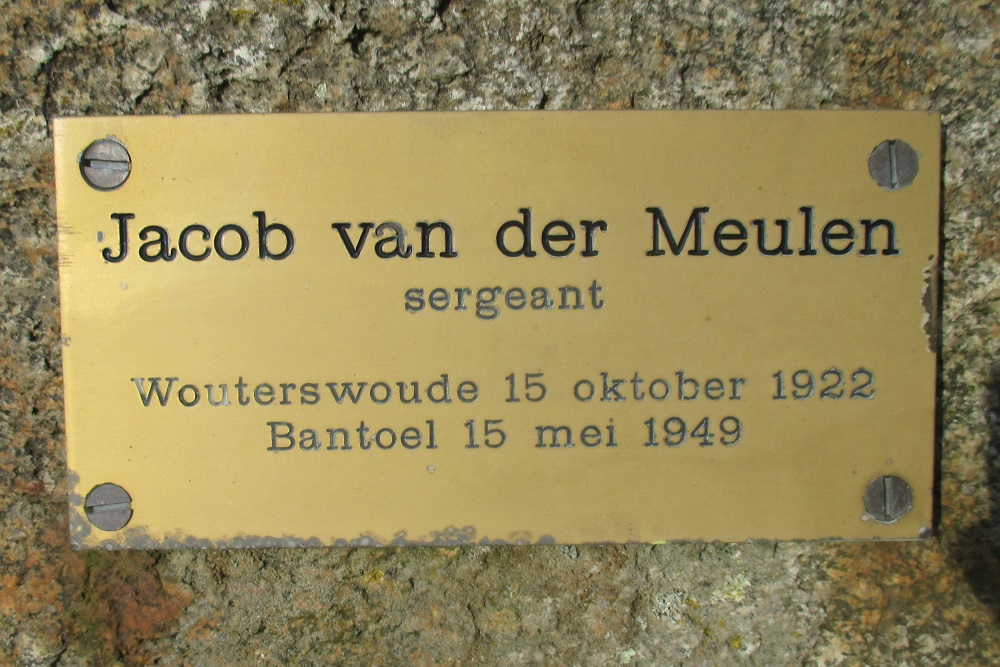 Jacob van der Meulen
sergeant
Wouterswoude 15 oktober 1922
Bantoel 15 mei 1949